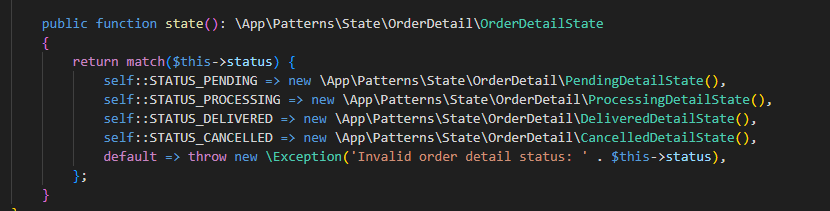 public function state(): \App\Patterns\State\OrderDetail\OrderDetailState
{
return match($this->status) {
self::STATUS_PENDING => new \App\Patterns\State\OrderDetail\PendingDetailState(),
self::STATUS_PROCESSING => new \App\Patterns\State\OrderDetail\ProcessingDetailState(),
self::STATUS_DELIVERED => new \App\Patterns\State\OrderDetail\DeliveredDetailState(),
self::STATUS_CANCELLED => new \App\Patterns\State\OrderDetail\CancelledDetailState(),
default => throw new \Exception('Invalid order detail status: ' . $this->status),
};
}
}